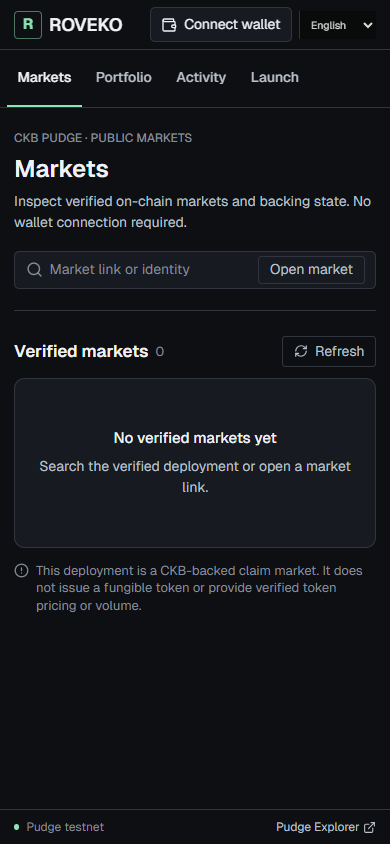 R ROVEKO Connect wallet English
Markets Portfolio Activity Launch
CKB PUDGE · PUBLIC MARKETS
Markets
Inspect verified on-chain markets and backing state. No
wallet connection required.
Market link or identity Open market
Verified markets 0 Refresh
No verified markets yet
Search the verified deployment or open a market
link.
This deployment is a CKB-backed claim market. It does
not issue a fungible token or provide verified token
pricing or volume.
Pudge testnet Pudge Explorer